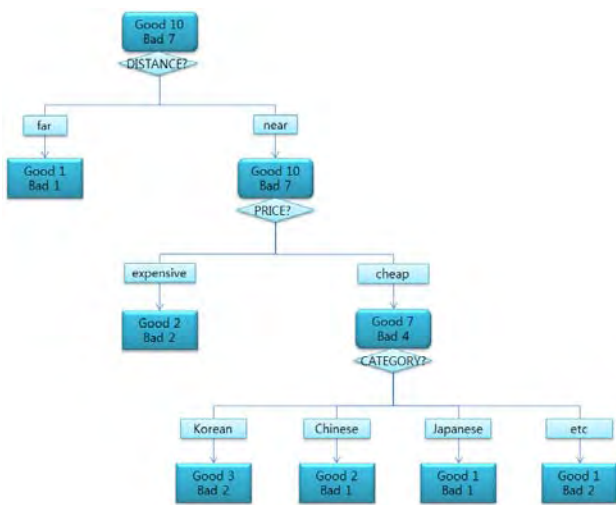 Good 10
Bad 7
DISTANCE?
far
near
Good 1
Bad 1
Good 10
Bad 7
PRICE?
expensive
cheap
Good 2
Bad 2
Good 7
Bad 4
CATEGORY?
Korean
Chinese
Japanese
etc
Good 3
Bad 2
Good 2
Bad 1
Good 1
Bad 1
Good 1
Bad 2